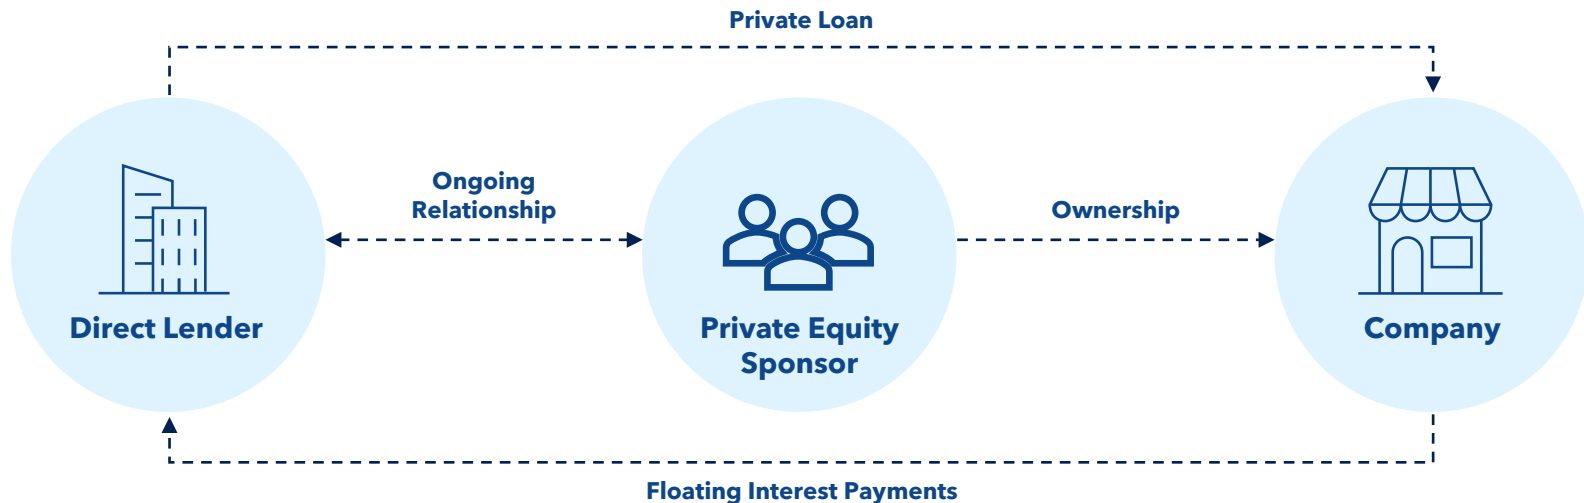 Private Loan
Ongoing
Relationship
Ownership
Direct Lender
Private Equity
Sponsor
Company
Floating Interest Payments